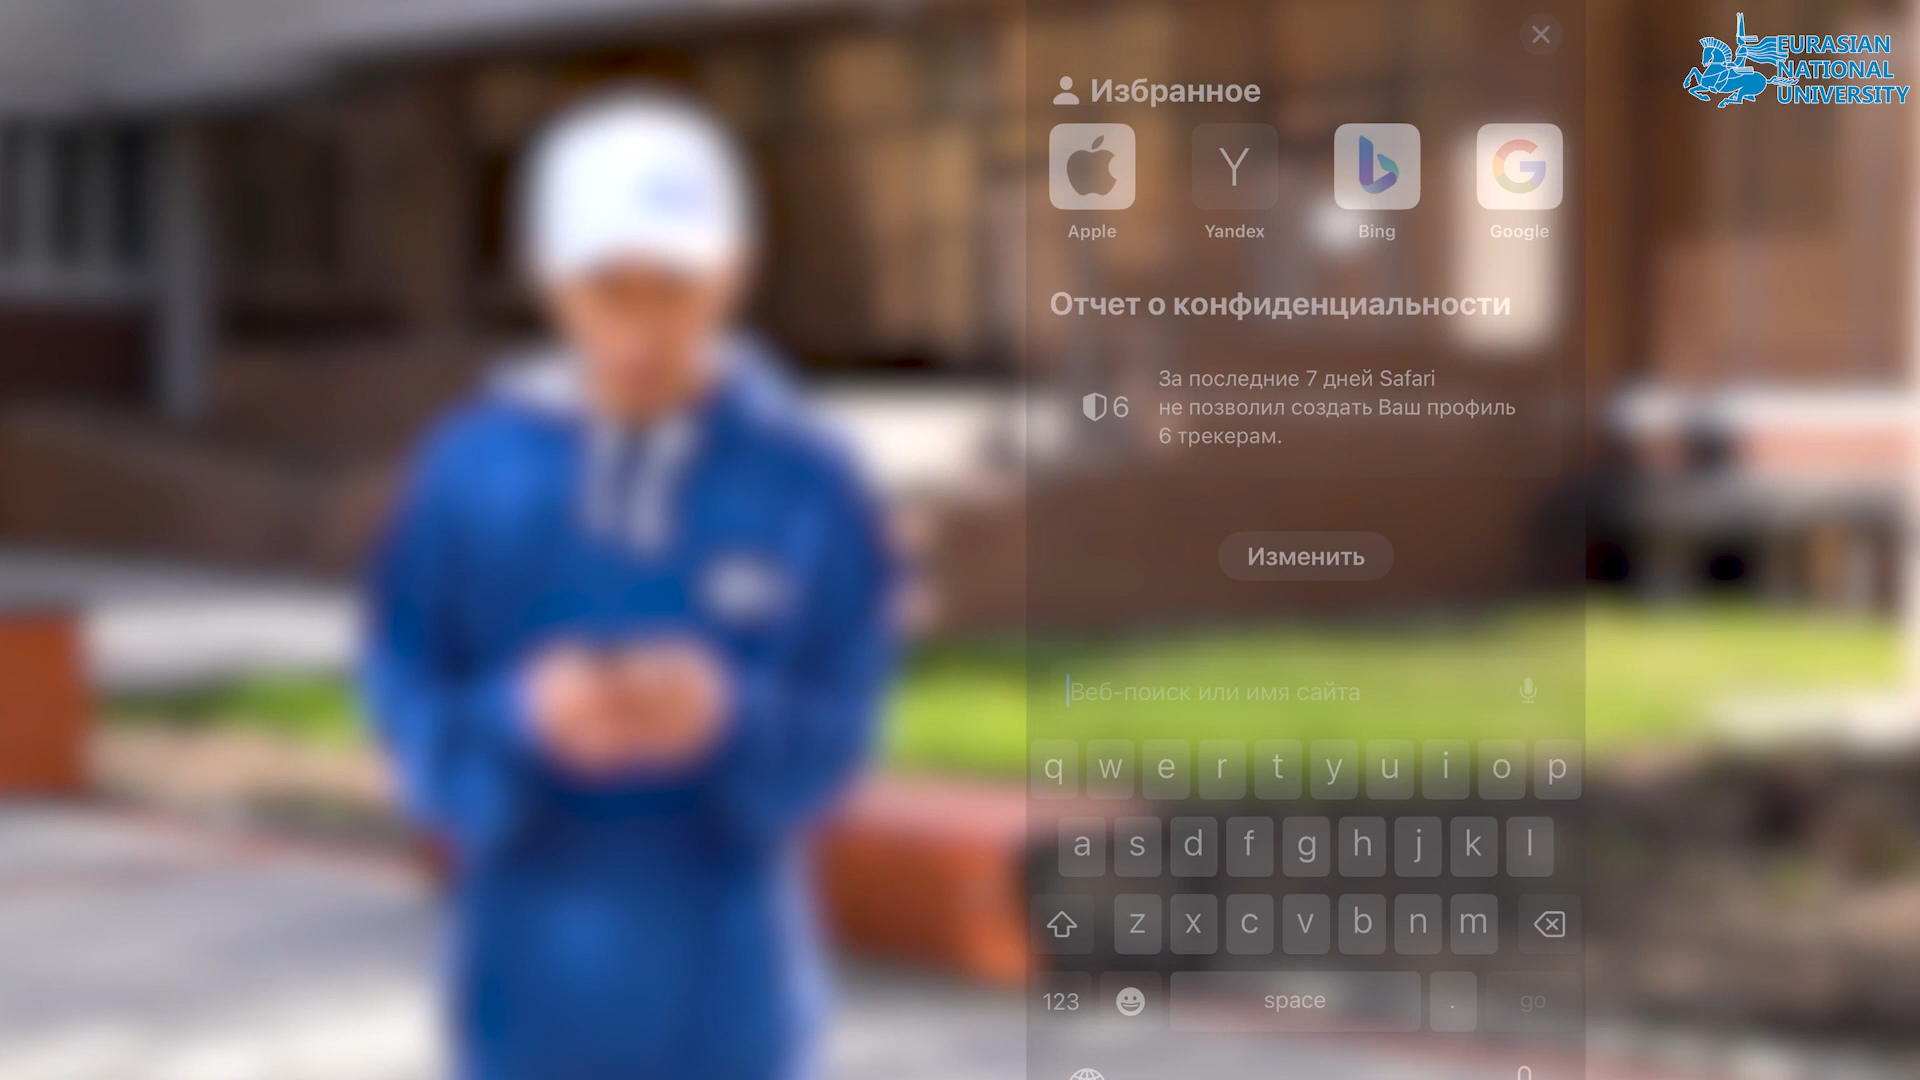 EURASIAN
NATIONAL
UNIVERSITY
Избранное
Apple
Yandex
Bing
Google
Отчет о конфиденциальности
6
За последние 7 дней Safari
не позволил создать Ваш профиль
6 трекерам.
Изменить
Веб-поиск или имя сайта
q w e r t y u i o p
a s d f g h j k l
z x c v b n m
123 space . go